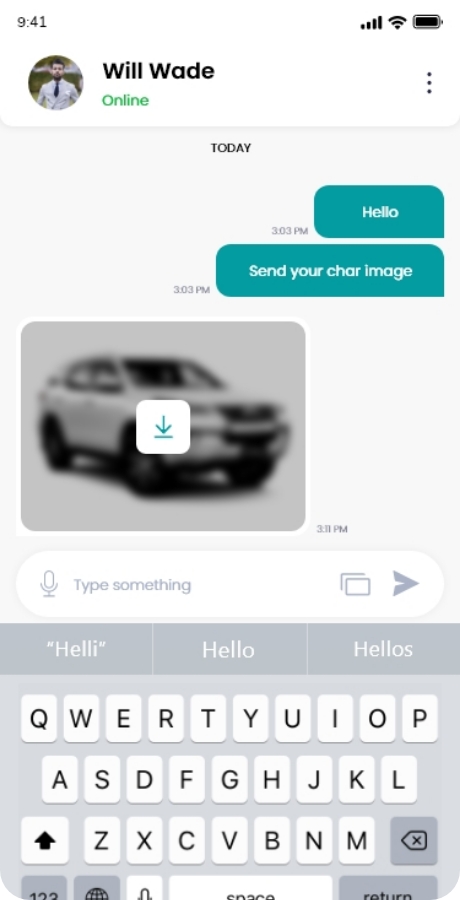 9:41
Will Wade
Online
TODAY
Hello
3:03 PM
Send your char image
3:03 PM
3:11 PM
Type something
“Helli” Hello Hellos
Q W E R T Y U I O P
A S D F G H J K L
Z X C V B N M
123 space return